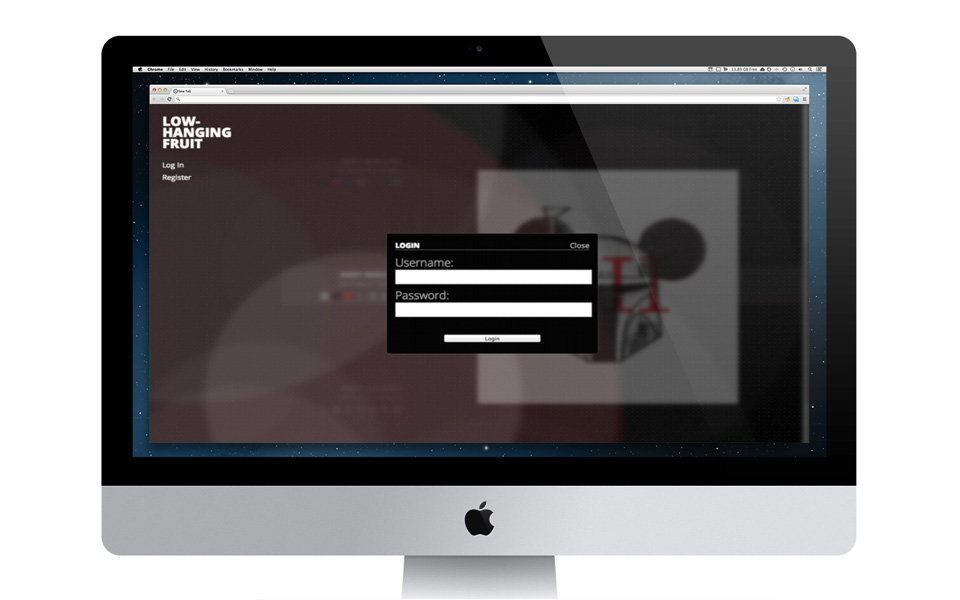 Chrome File Edit View History Bookmarks Window Help
New Tab
LOW-
HANGING
FRUIT
Log In
Register
LOGIN Close
Username:
Password:
Login
H